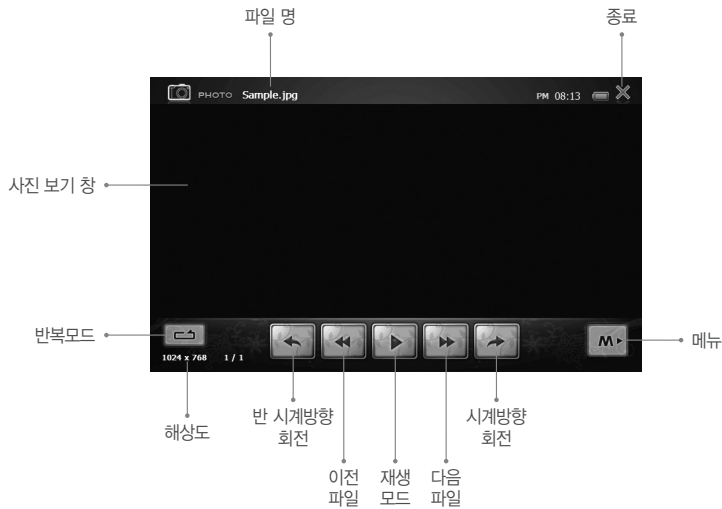 파일 명
종료
PHOTO Sample.jpg
PM 08:13
사진 보기 창
반복모드
M
메뉴
1024 x 768 1 / 1
해상도
반 시계방향
회전
시계방향
회전
이전
파일
재생
모드
다음
파일